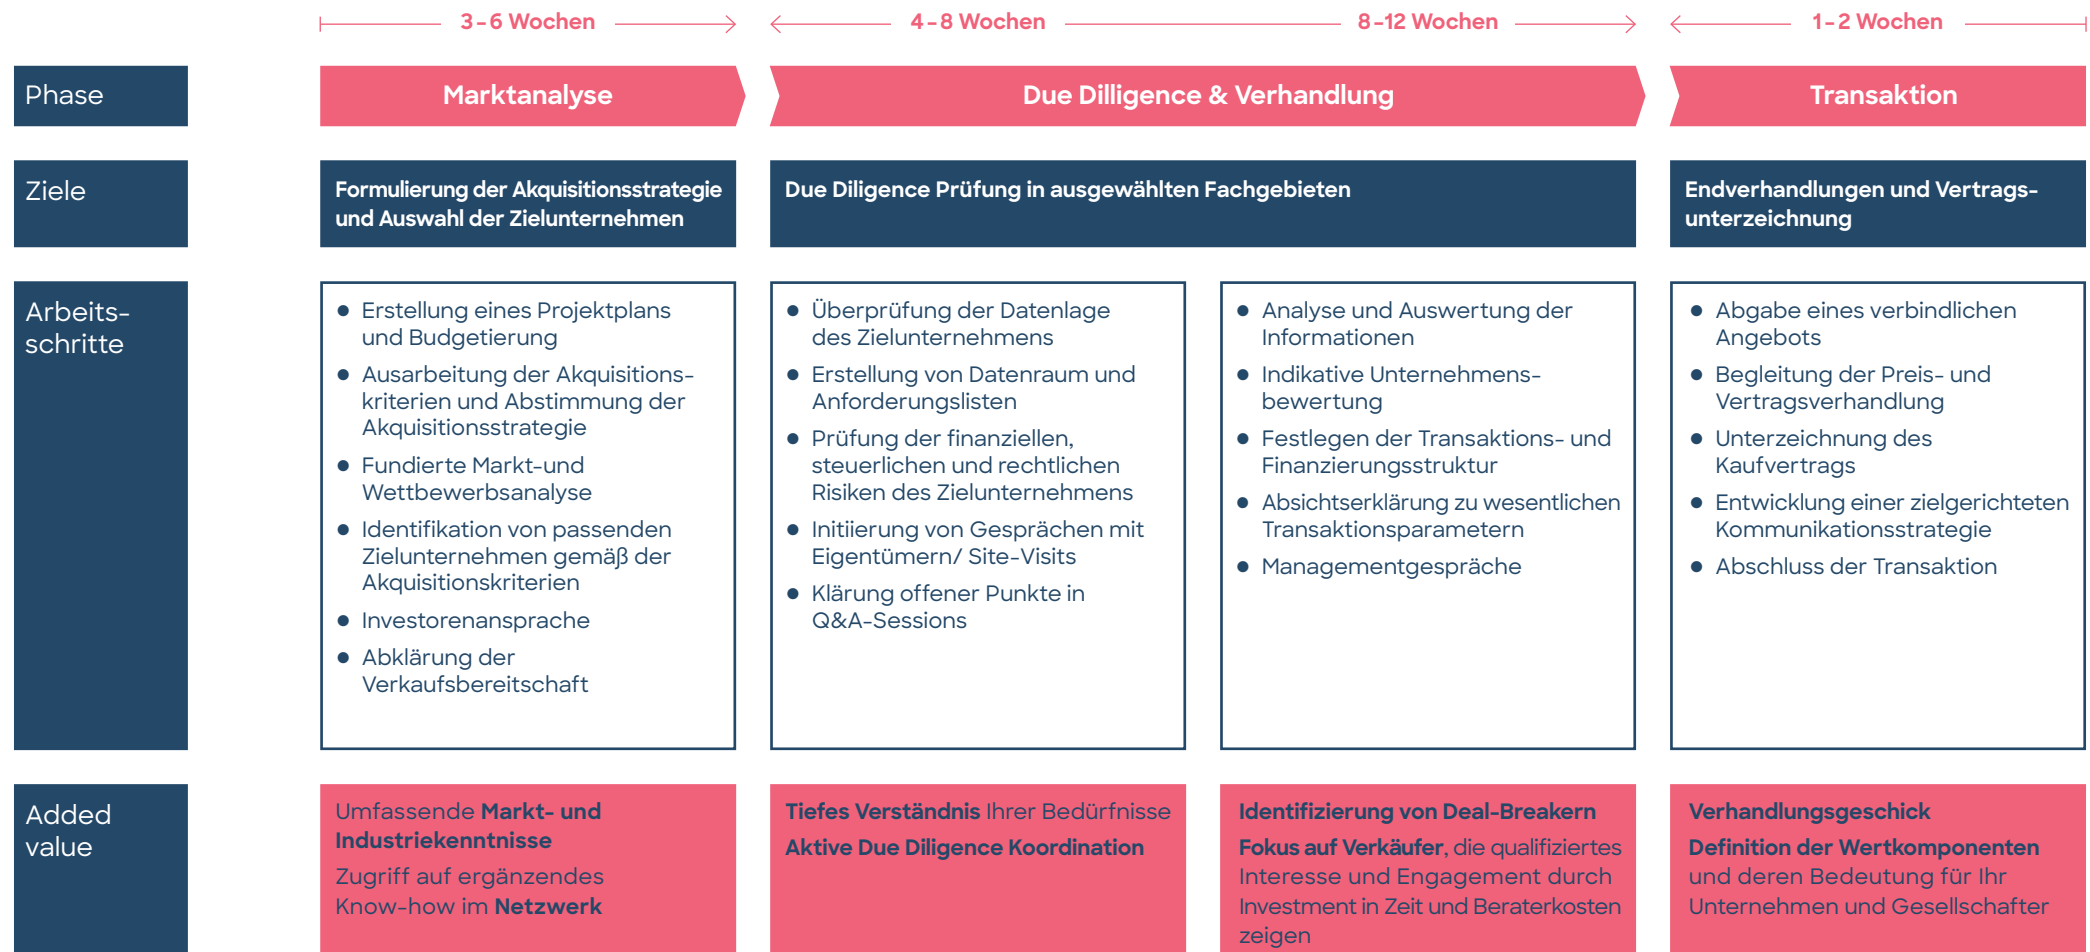 3–6 Wochen
4–8 Wochen
8–12 Wochen
1–2 Wochen
Phase
Marktanalyse
Due Dilligence & Verhandlung
Transaktion
Ziele
Formulierung der Akquisitionsstrategie
und Auswahl der Zielunternehmen
Due Diligence Prüfung in ausgewählten Fachgebieten
Endverhandlungen und Vertrags-
unterzeichnung
Arbeits-
schritte
• Erstellung eines Projektplans
und Budgetierung
• Ausarbeitung der Akquisitions-
kriterien und Abstimmung der
Akquisitionsstrategie
• Fundierte Markt-und
Wettbewerbsanalyse
• Identifikation von passenden
Zielunternehmen gemäß der
Akquisitionskriterien
• Investorenansprache
• Abklärung der
Verkaufsbereitschaft
• Überprüfung der Datenlage
des Zielunternehmens
• Erstellung von Datenraum und
Anforderungslisten
• Prüfung der finanziellen,
steuerlichen und rechtlichen
Risiken des Zielunternehmens
• Initiierung von Gesprächen mit
Eigentümern/ Site-Visits
• Klärung offener Punkte in
Q&A-Sessions
• Analyse und Auswertung der
Informationen
• Indikative Unternehmens-
bewertung
• Festlegen der Transaktions- und
Finanzierungsstruktur
• Absichtserklärung zu wesentlichen
Transaktionsparametern
• Managementgespräche
• Abgabe eines verbindlichen
Angebots
• Begleitung der Preis- und
Vertragsverhandlung
• Unterzeichnung des
Kaufvertrags
• Entwicklung einer zielgerichteten
Kommunikationsstrategie
• Abschluss der Transaktion
Added
value
Umfassende Markt- und
Industriekenntnisse
Zugriff auf ergänzendes
Know-how im Netzwerk
Tiefes Verständnis Ihrer Bedürfnisse
Aktive Due Diligence Koordination
Identifizierung von Deal-Breakern
Fokus auf Verkäufer, die qualifiziertes
Interesse und Engagement durch
Investment in Zeit und Beraterkosten
zeigen
Verhandlungsgeschick
Definition der Wertkomponenten
und deren Bedeutung für Ihr
Unternehmen und Gesellschafter